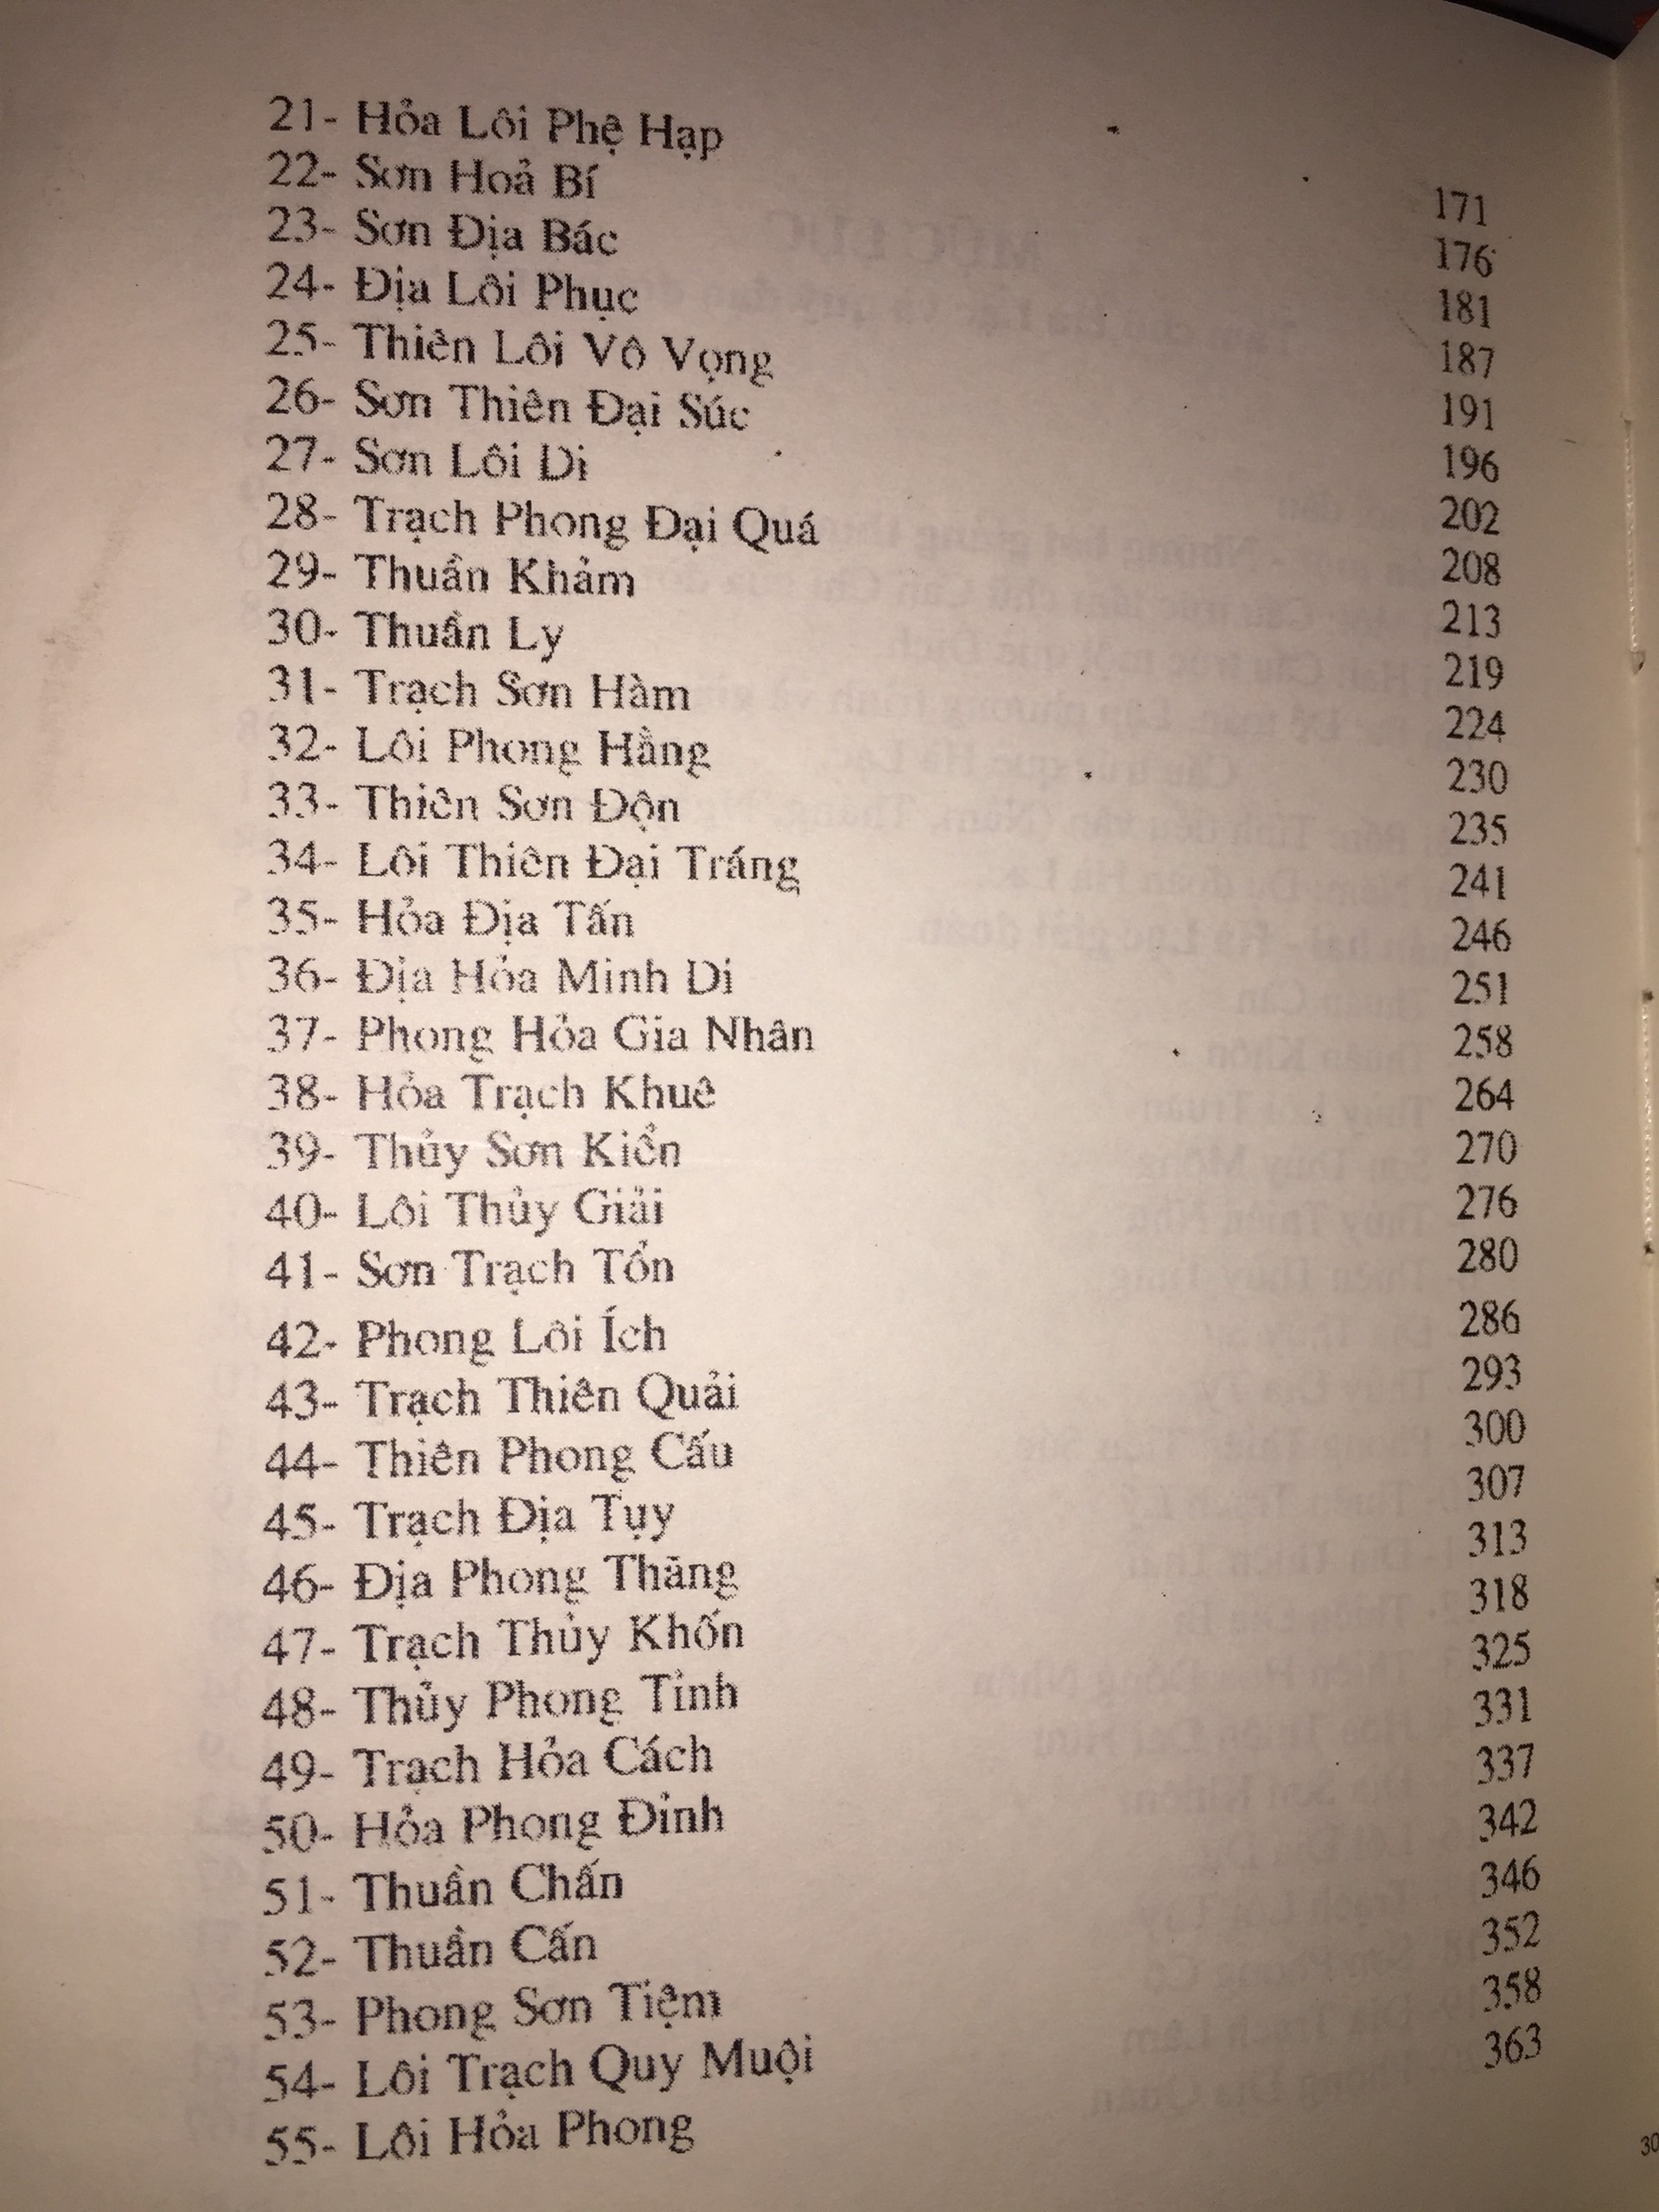 21- Hỏa Lôi Phệ Hạp 171
22- Sơn Hoả Bí 176
23- Sơn Địa Bác 181
24- Địa Lôi Phục 187
25- Thiên Lôi Vô Vọng 191
26- Sơn Thiên Đại Súc 196
27- Sơn Lôi Di 202
28- Trạch Phong Đại Quá 208
29- Thuần Khảm 213
30- Thuần Ly 219
31- Trạch Sơn Hàm 224
32- Lôi Phong Hằng 230
33- Thiên Sơn Độn 235
34- Lôi Thiên Đại Tráng 241
35- Hỏa Địa Tấn 246
36- Địa Hỏa Minh Di 251
37- Phong Hỏa Gia Nhân 258
38- Hỏa Trạch Khuê 264
39- Thủy Sơn Kiển 270
40- Lôi Thủy Giải 276
41- Sơn Trạch Tổn 280
42- Phong Lôi Ích 286
43- Trạch Thiên Quải 293
44- Thiên Phong Cấu 300
45- Trạch Địa Tụy 307
46- Địa Phong Thăng 313
47- Trạch Thủy Khốn 318
48- Thủy Phong Tỉnh 325
49- Trạch Hỏa Cách 331
50- Hỏa Phong Đỉnh 337
51- Thuần Chấn 342
52- Thuần Cấn 346
53- Phong Sơn Tiệm 352
54- Lôi Trạch Quy Muội 358
55- Lôi Hỏa Phong 363